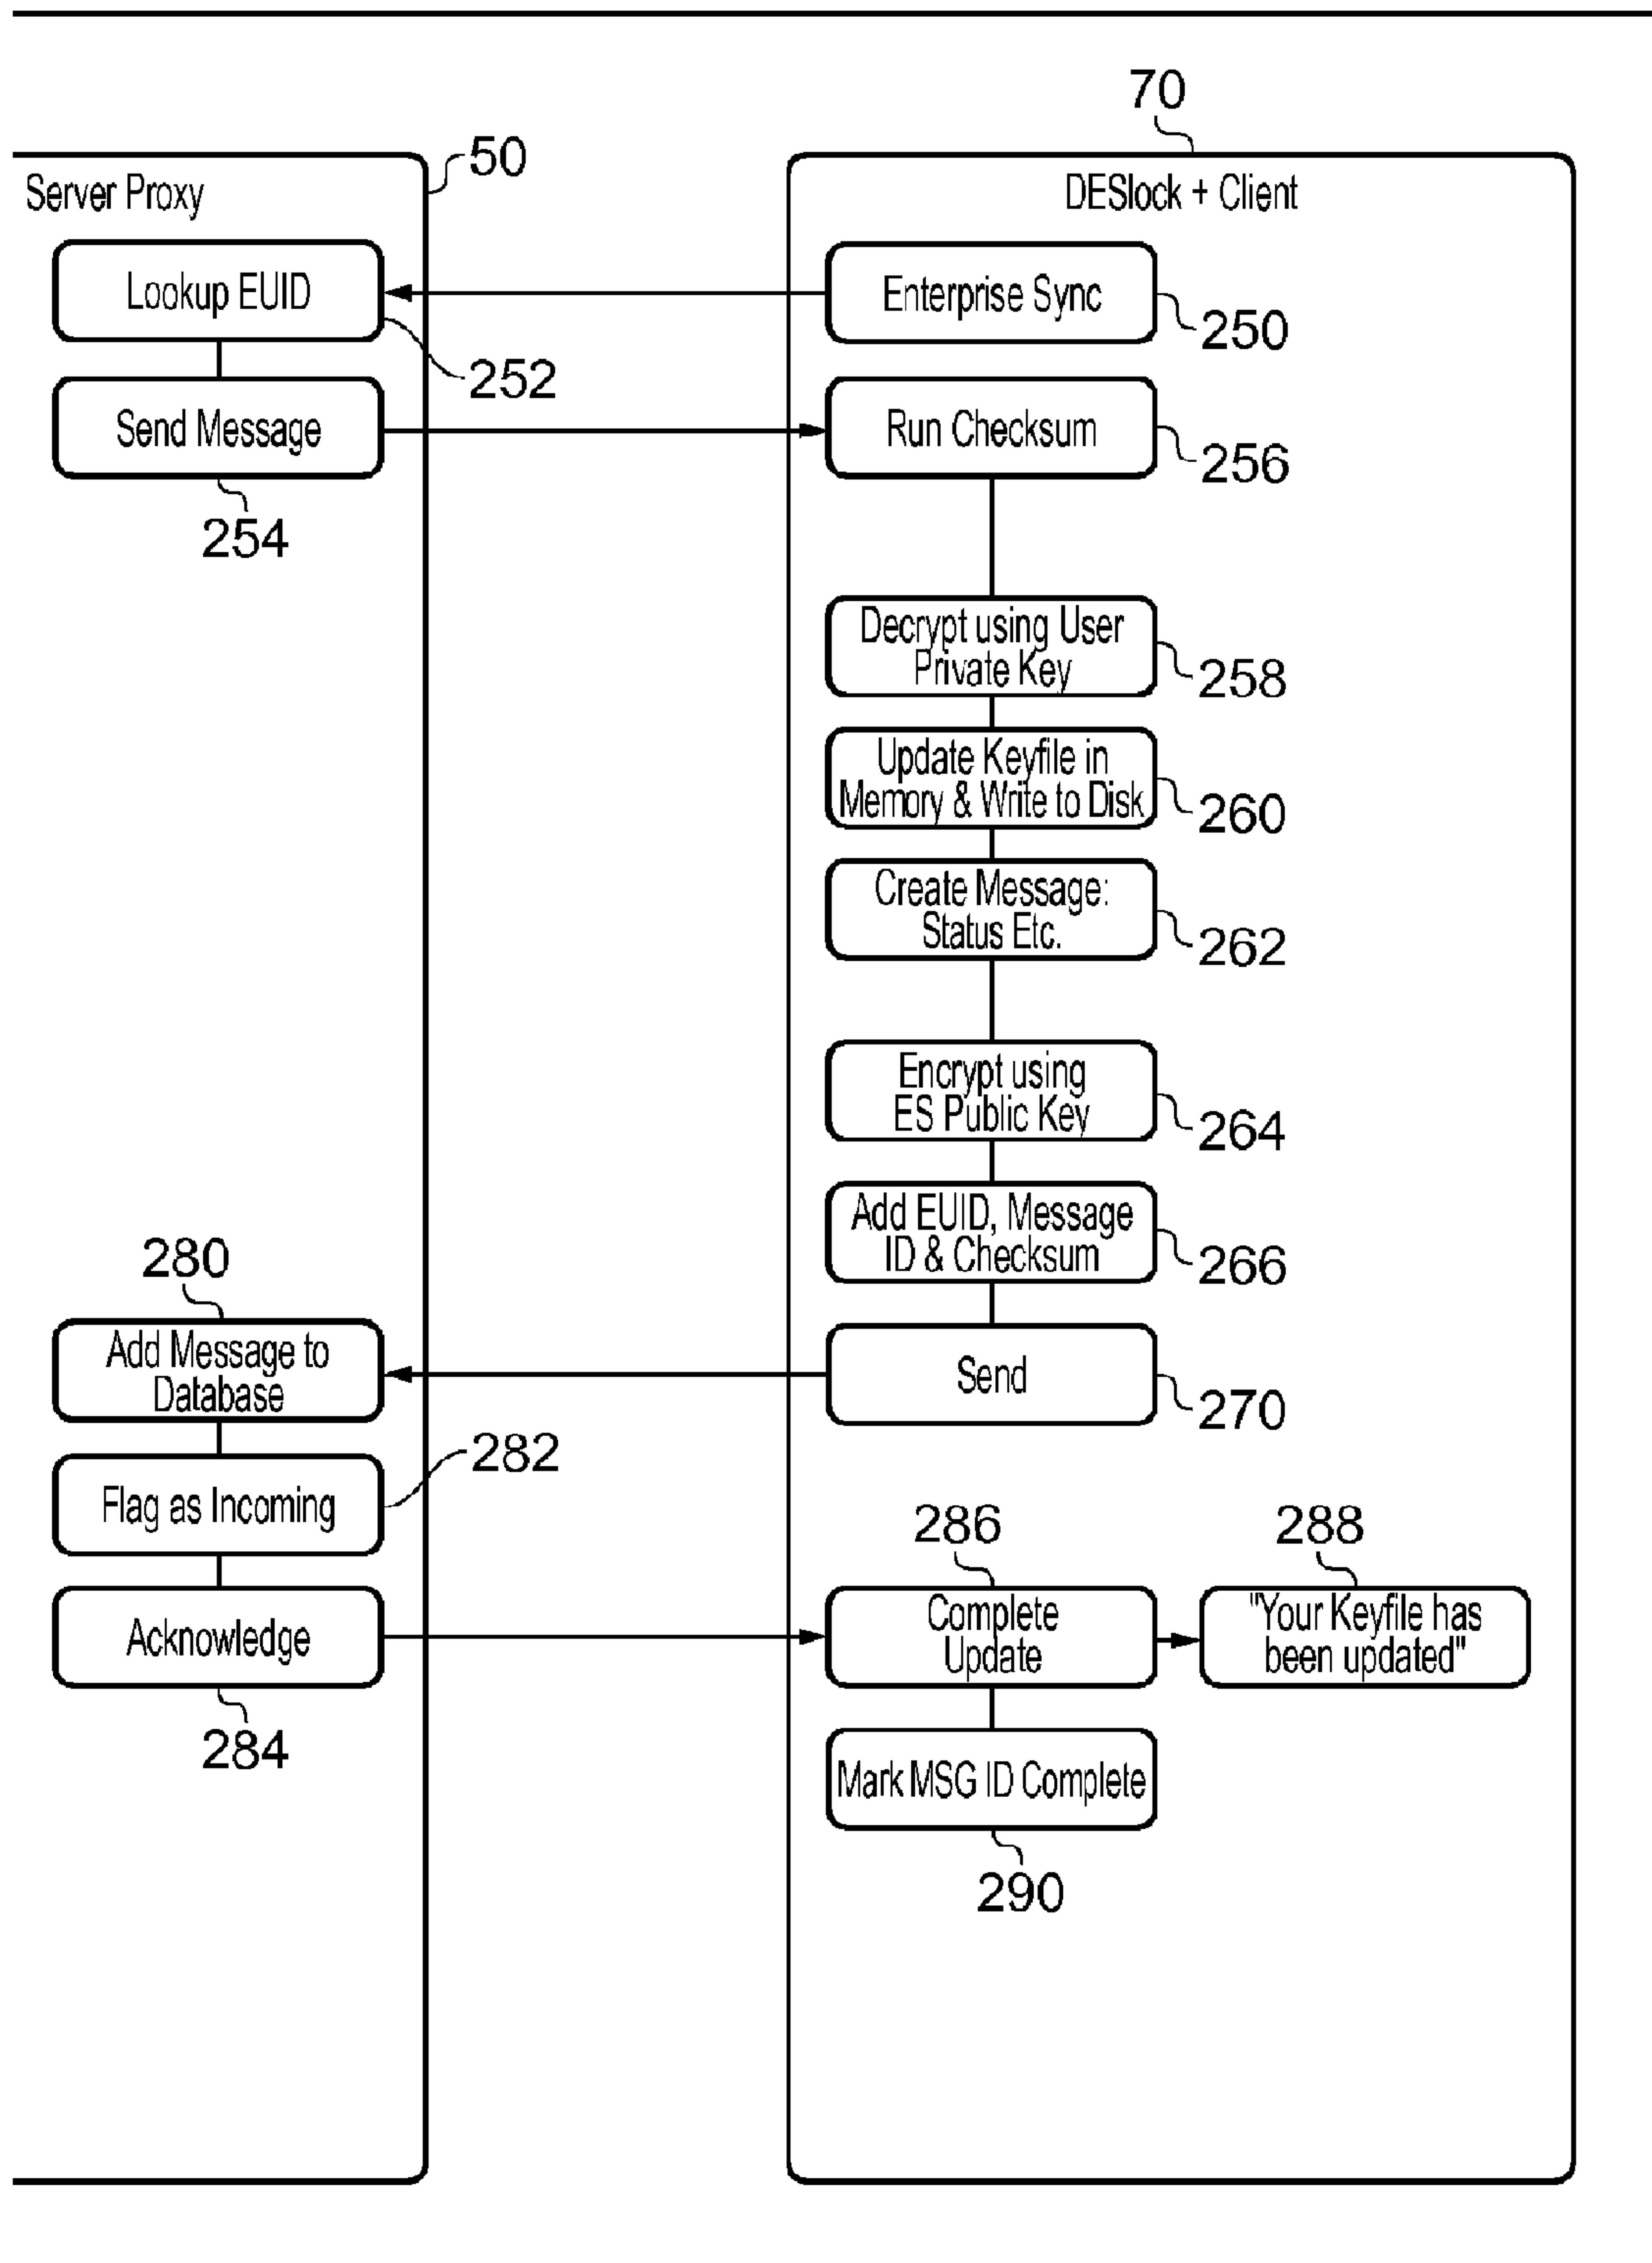 70
50
Server Proxy
DESlock + Client
Lookup EUID
Enterprise Sync
250
252
Send Message
Run Checksum
256
254
Decrypt using User
Private Key
258
Update Keyfile in
Memory & Write to Disk
260
Create Message:
Status Etc.
262
Encrypt using
ES Public Key
264
Add EUID, Message
ID & Checksum
266
280
Add Message to
Database
Send
270
282
Flag as Incoming
286
288
Acknowledge
Complete
Update
"Your Keyfile has
been updated"
284
Mark MSG ID Complete
290